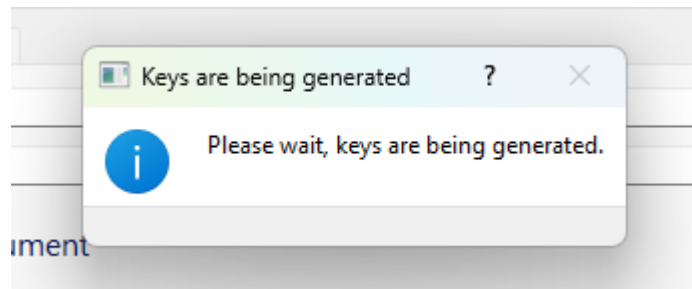 Keys are being generated ?
Please wait, keys are being generated.
ument